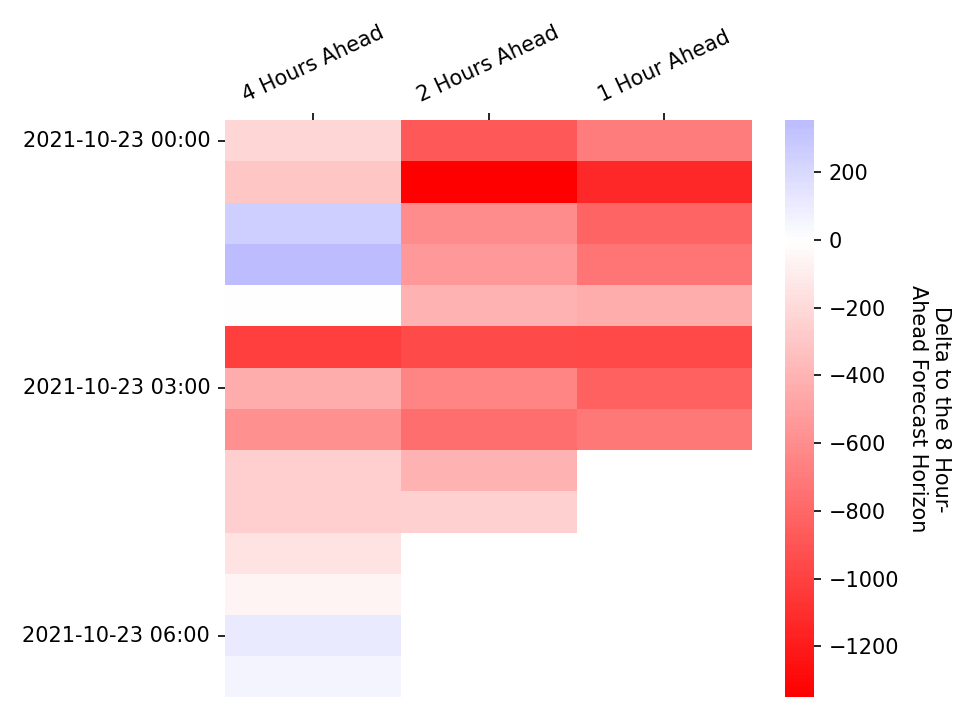 4 Hours Ahead
2 Hours Ahead
1 Hour Ahead
2021-10-23 00:00
2021-10-23 03:00
2021-10-23 06:00
200
0
−200
−400
−600
−800
−1000
−1200
Delta to the 8 Hour-
Ahead Forecast Horizon